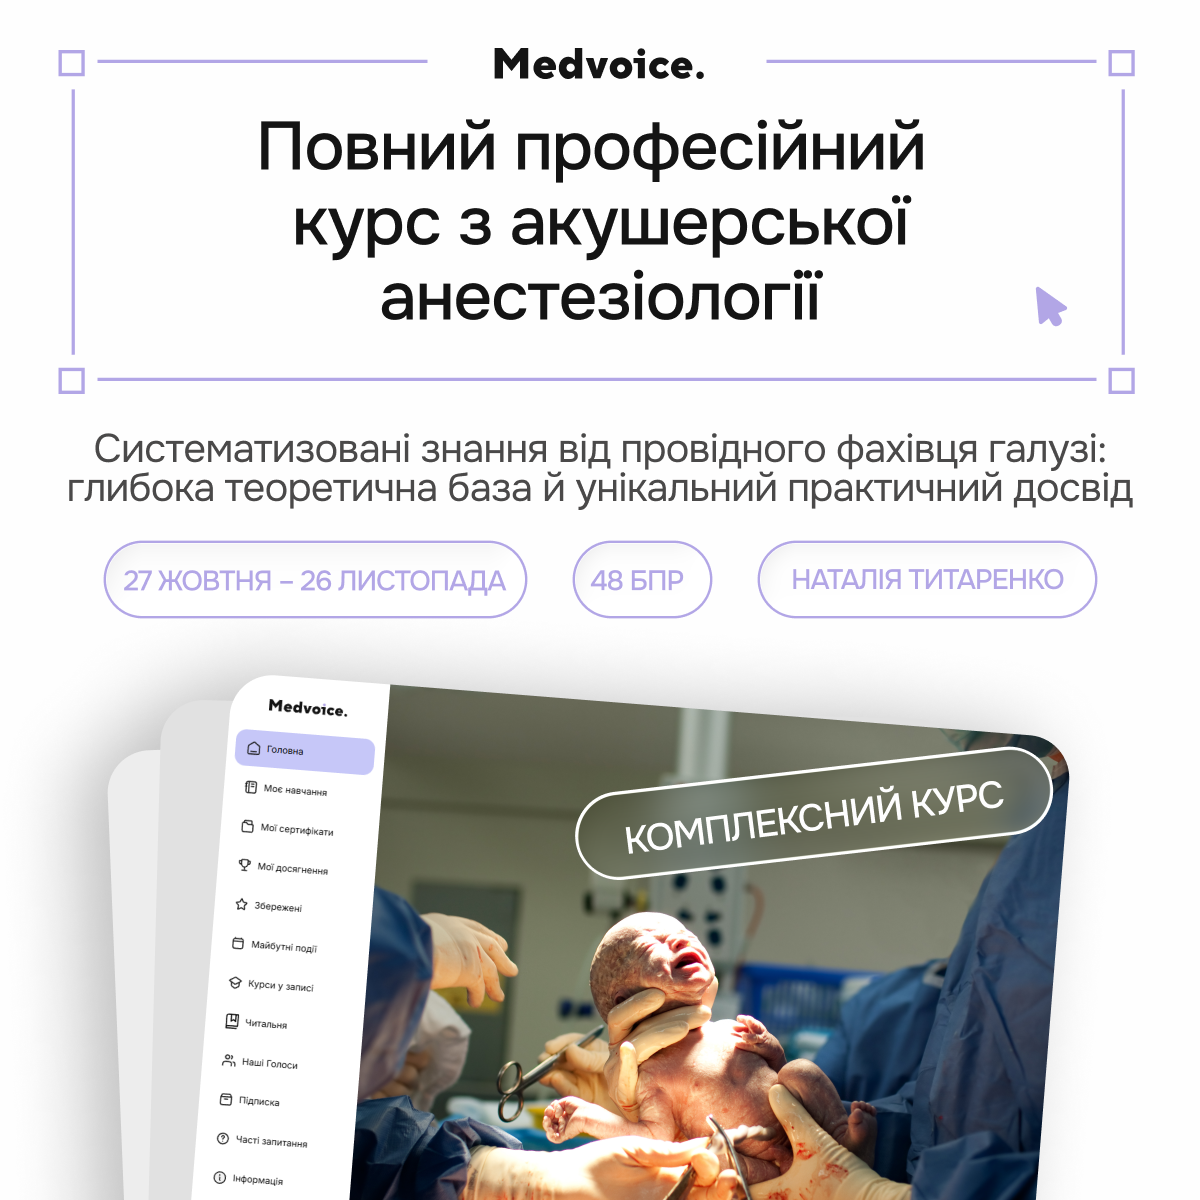 Medvoice.
Повний професійний
курс з акушерської
анестезіології
Систематизовані знання від провідного фахівця галузі:
глибока теоретична база й унікальний практичний досвід
27 ЖОВТНЯ – 26 ЛИСТОПАДА
48 БПР
НАТАЛІЯ ТИТАРЕНКО
Medvoice.
Головна
Моє навчання
Мої сертифікати
Мої досягнення
Збережені
Майбутні події
Курси у записі
Читальня
Наші Голоси
Підписка
Часті запитання
Інформація
КОМПЛЕКСНИЙ КУРС